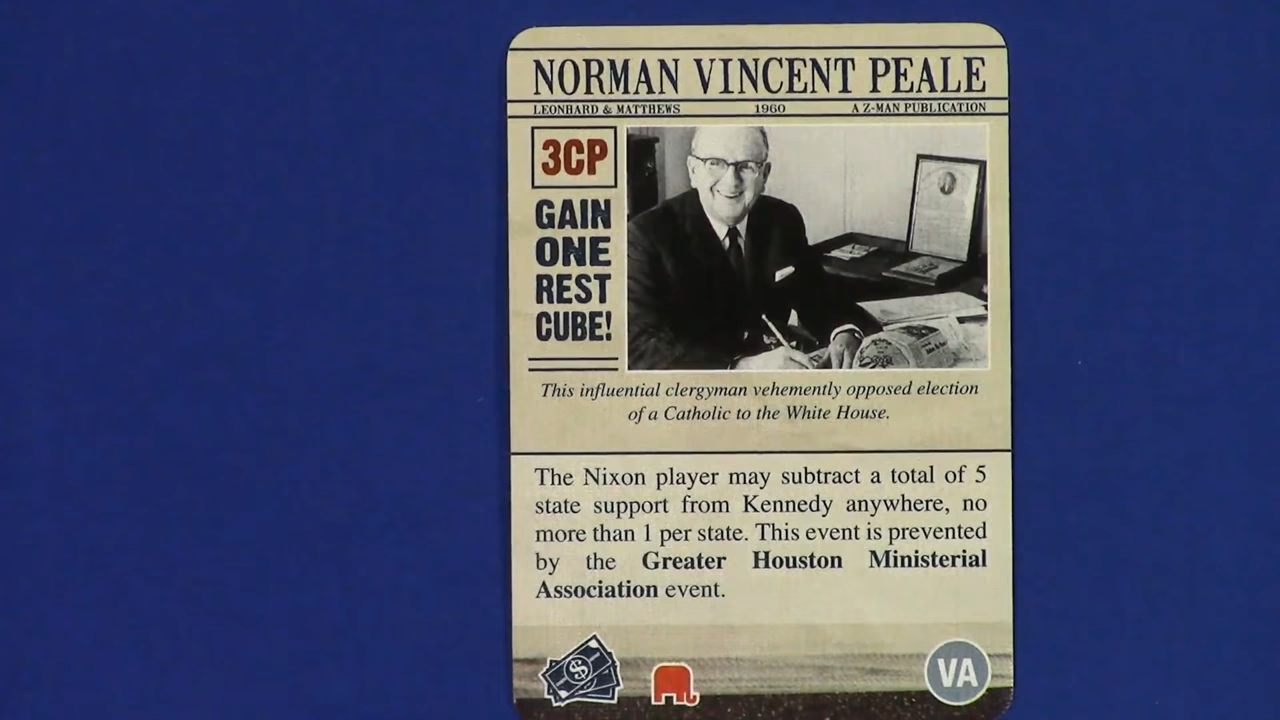 NORMAN VINCENT PEALE
LEONHARD & MATTHEWS 1960 A Z-MAN PUBLICATION
3CP
GAIN
ONE
REST
CUBE!
This influential clergyman vehemently opposed election
of a Catholic to the White House.
The Nixon player may subtract a total of 5
state support from Kennedy anywhere, no
more than 1 per state. This event is prevented
by the Greater Houston Ministerial
Association event.
$
VA